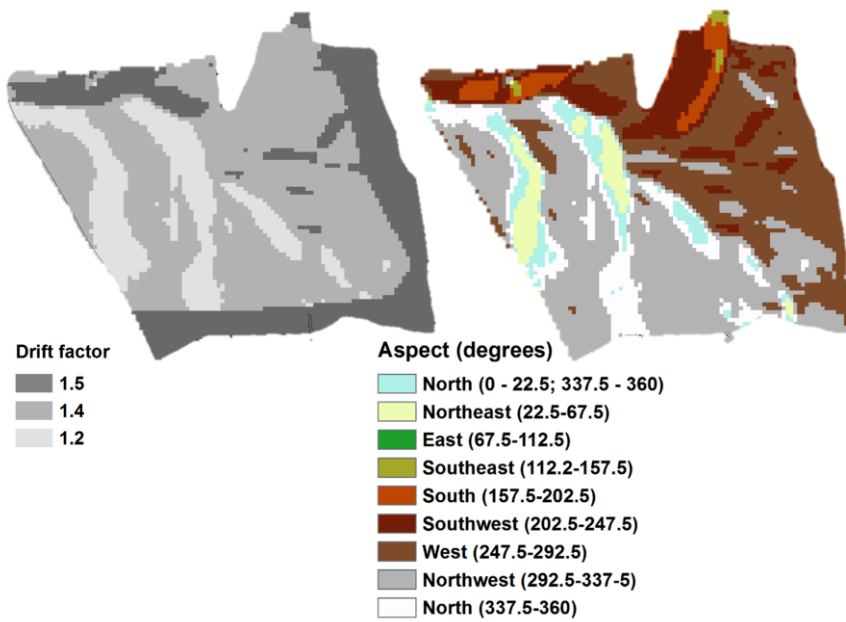 Drift factor
1.5
1.4
1.2
Aspect (degrees)
North (0 - 22.5; 337.5 - 360)
Northeast (22.5-67.5)
East (67.5-112.5)
Southeast (112.2-157.5)
South (157.5-202.5)
Southwest (202.5-247.5)
West (247.5-292.5)
Northwest (292.5-337-5)
North (337.5-360)